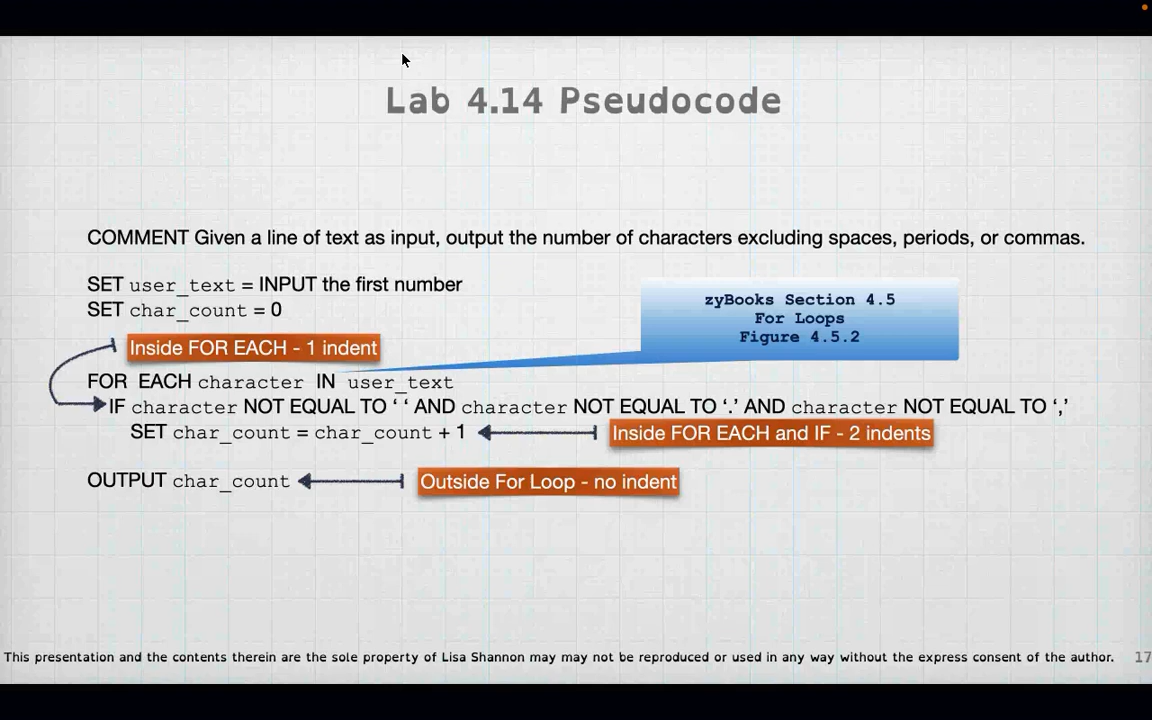 Lab 4.14 Pseudocode
COMMENT Given a line of text as input, output the number of characters excluding spaces, periods, or commas.
SET user_text = INPUT the first number
SET char_count = 0
zyBooks Section 4.5
For Loops
Figure 4.5.2
Inside FOR EACH - 1 indent
FOR EACH character IN user_text
IF character NOT EQUAL TO ‘ ‘ AND character NOT EQUAL TO ‘.’ AND character NOT EQUAL TO ‘,’
SET char_count = char_count + 1
Inside FOR EACH and IF - 2 indents
OUTPUT char_count
Outside For Loop - no indent
This presentation and the contents therein are the sole property of Lisa Shannon may may not be reproduced or used in any way without the express consent of the author.
17